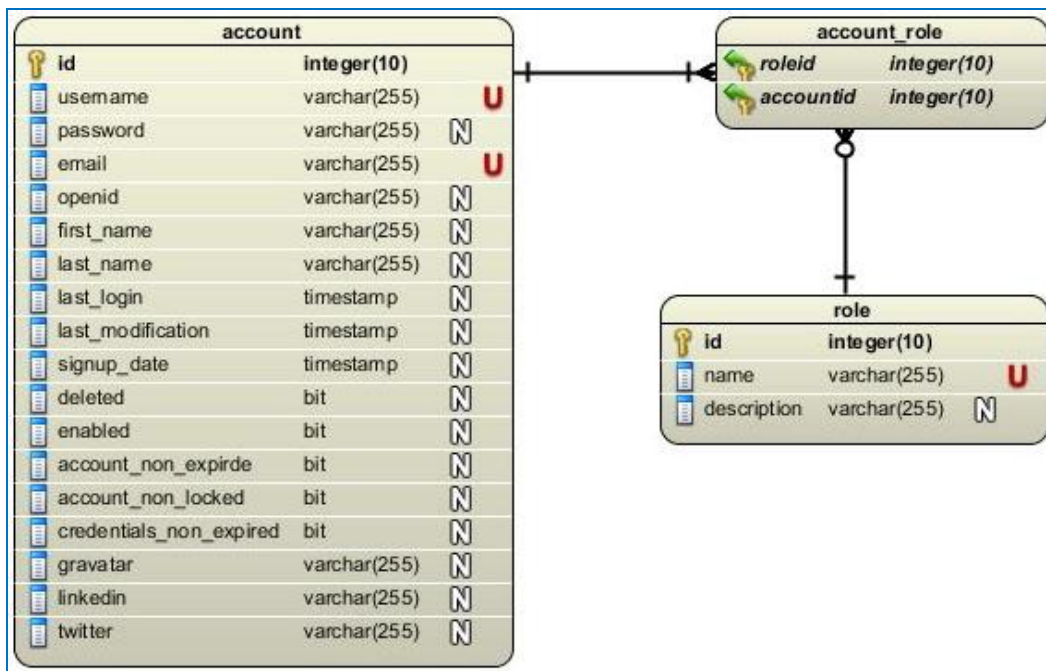 account
id integer(10)
username varchar(255) U
password varchar(255) N
email varchar(255) U
openid varchar(255) N
first_name varchar(255) N
last_name varchar(255) N
last_login timestamp N
last_modification timestamp N
signup_date timestamp N
deleted bit N
enabled bit N
account_non_expirde bit N
account_non_locked bit N
credentials_non_expired bit N
gravatar varchar(255) N
linkedin varchar(255) N
twitter varchar(255) N
account_role
roleid integer(10)
accountid integer(10)
role
id integer(10)
name varchar(255) U
description varchar(255) N